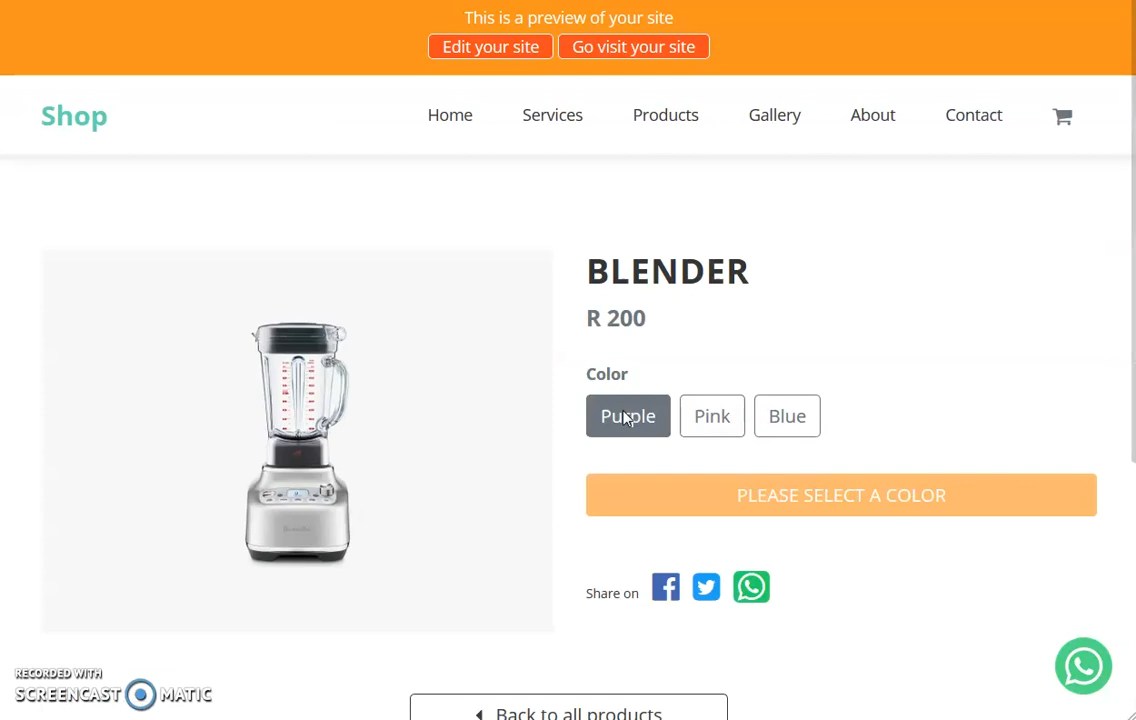 This is a preview of your site
Edit your site Go visit your site
Shop Home Services Products Gallery About Contact
BLENDER
R 200
Color
Purple Pink Blue
PLEASE SELECT A COLOR
Share on
RECORDED WITH
SCREENCAST MATIC
Back to all products